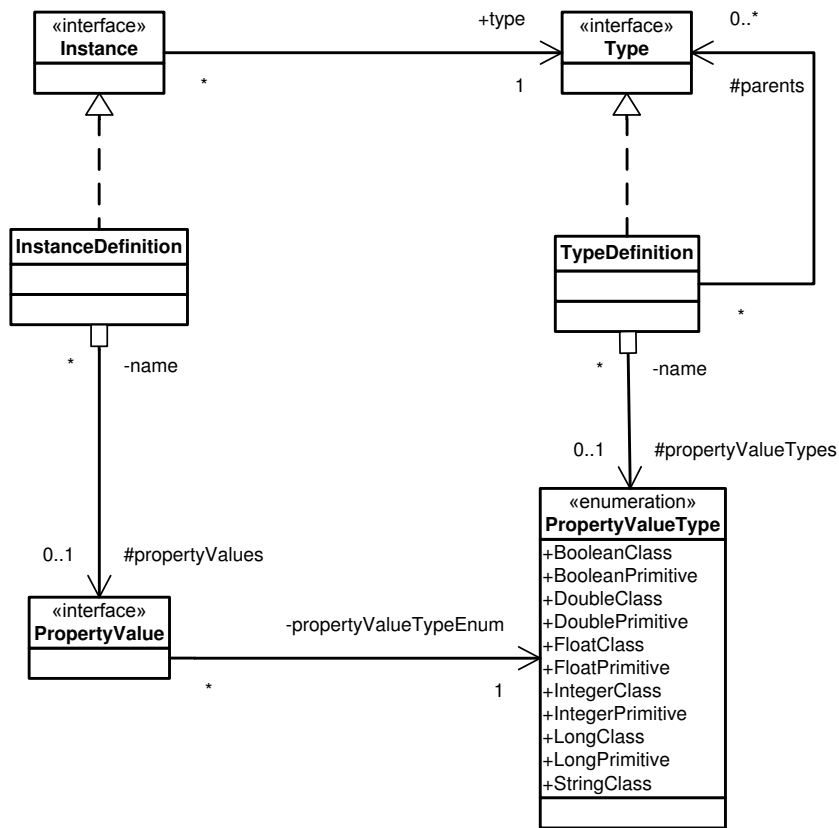 «interface»
Instance
+type
*
1
«interface»
Type
0..*
#parents
InstanceDefinition
TypeDefinition
*
*
-name
*
-name
0..1
#propertyValueTypes
0..1
#propertyValues
«interface»
PropertyValue
-propertyValueTypeEnum
*
1
«enumeration»
PropertyValueType
+BooleanClass
+BooleanPrimitive
+DoubleClass
+DoublePrimitive
+FloatClass
+FloatPrimitive
+IntegerClass
+IntegerPrimitive
+LongClass
+LongPrimitive
+StringClass